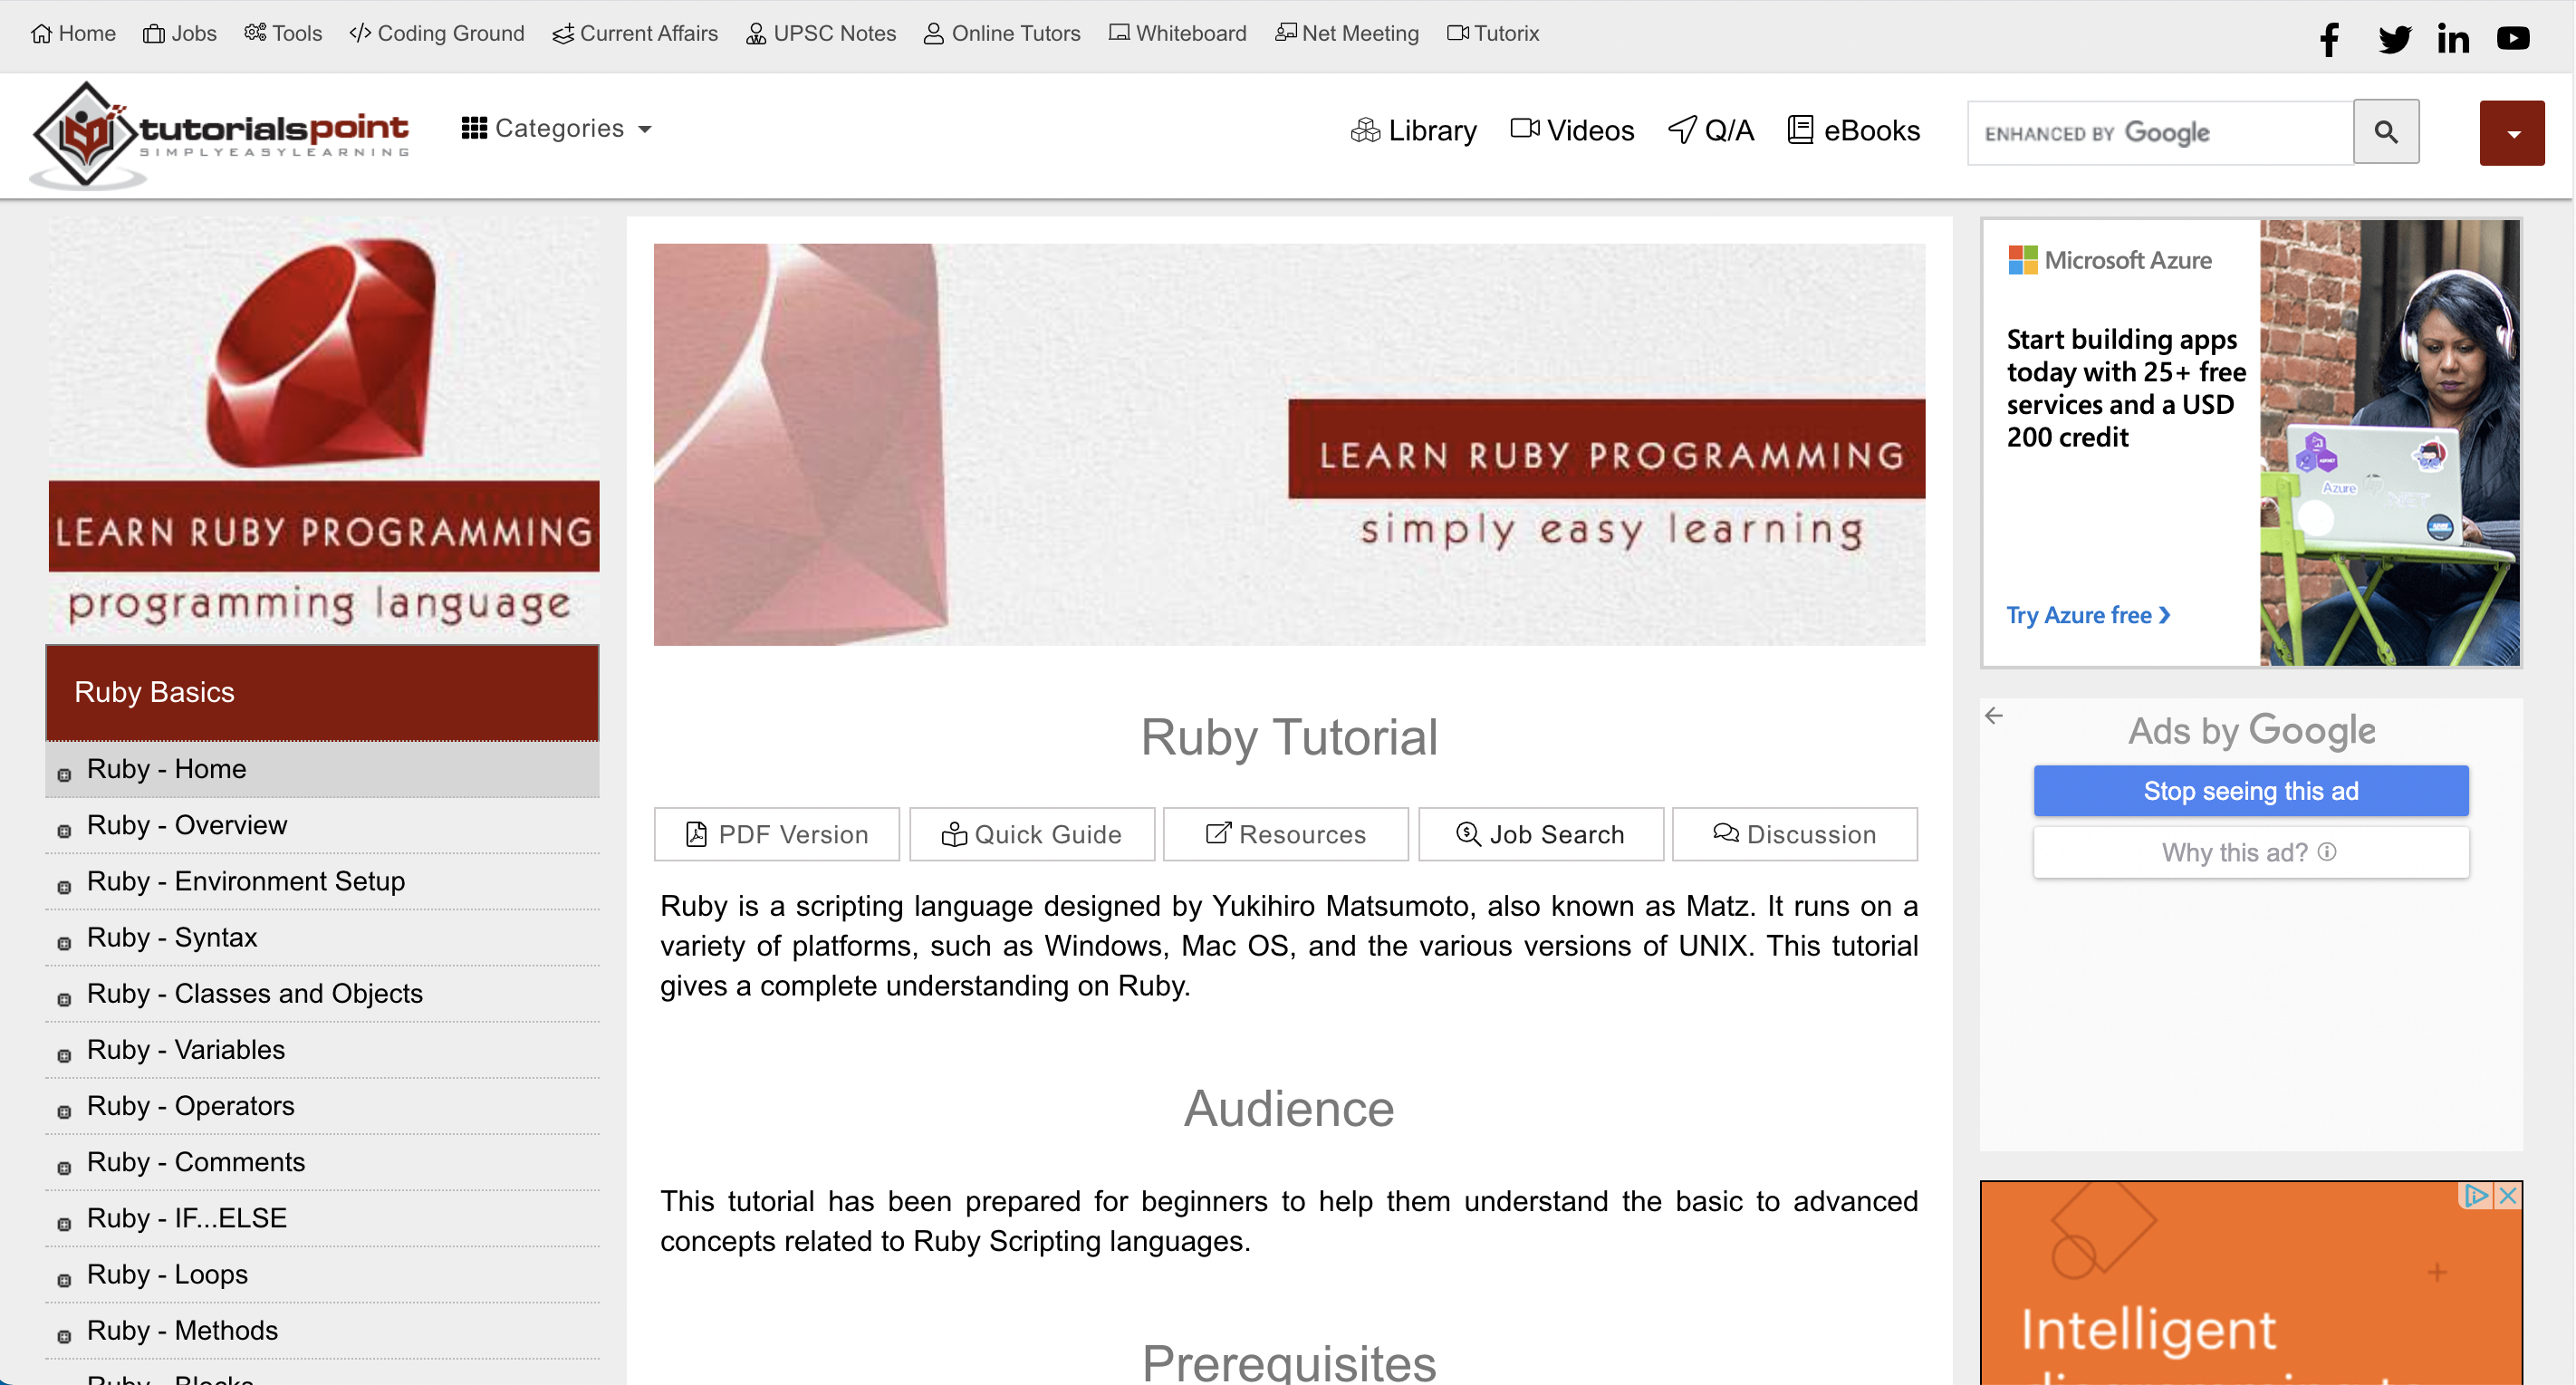 Home Jobs Tools Coding Ground Current Affairs UPSC Notes Online Tutors Whiteboard Net Meeting Tutorix
tutorialspoint
SIMPLYEASYLEARNING
Categories
Library Videos Q/A eBooks
ENHANCED BY Google
LEARN RUBY PROGRAMMING
programming language
Ruby Basics
Ruby - Home
Ruby - Overview
Ruby - Environment Setup
Ruby - Syntax
Ruby - Classes and Objects
Ruby - Variables
Ruby - Operators
Ruby - Comments
Ruby - IF...ELSE
Ruby - Loops
Ruby - Methods
Ruby - Blocks
LEARN RUBY PROGRAMMING
simply easy learning
Ruby Tutorial
PDF Version Quick Guide Resources Job Search Discussion
Ruby is a scripting language designed by Yukihiro Matsumoto, also known as Matz. It runs on a
variety of platforms, such as Windows, Mac OS, and the various versions of UNIX. This tutorial
gives a complete understanding on Ruby.
Audience
This tutorial has been prepared for beginners to help them understand the basic to advanced
concepts related to Ruby Scripting languages.
Prerequisites
Microsoft Azure
Start building apps
today with 25+ free
services and a USD
200 credit
Try Azure free
Azure
Ads by Google
Stop seeing this ad
Why this ad?
Intelligent